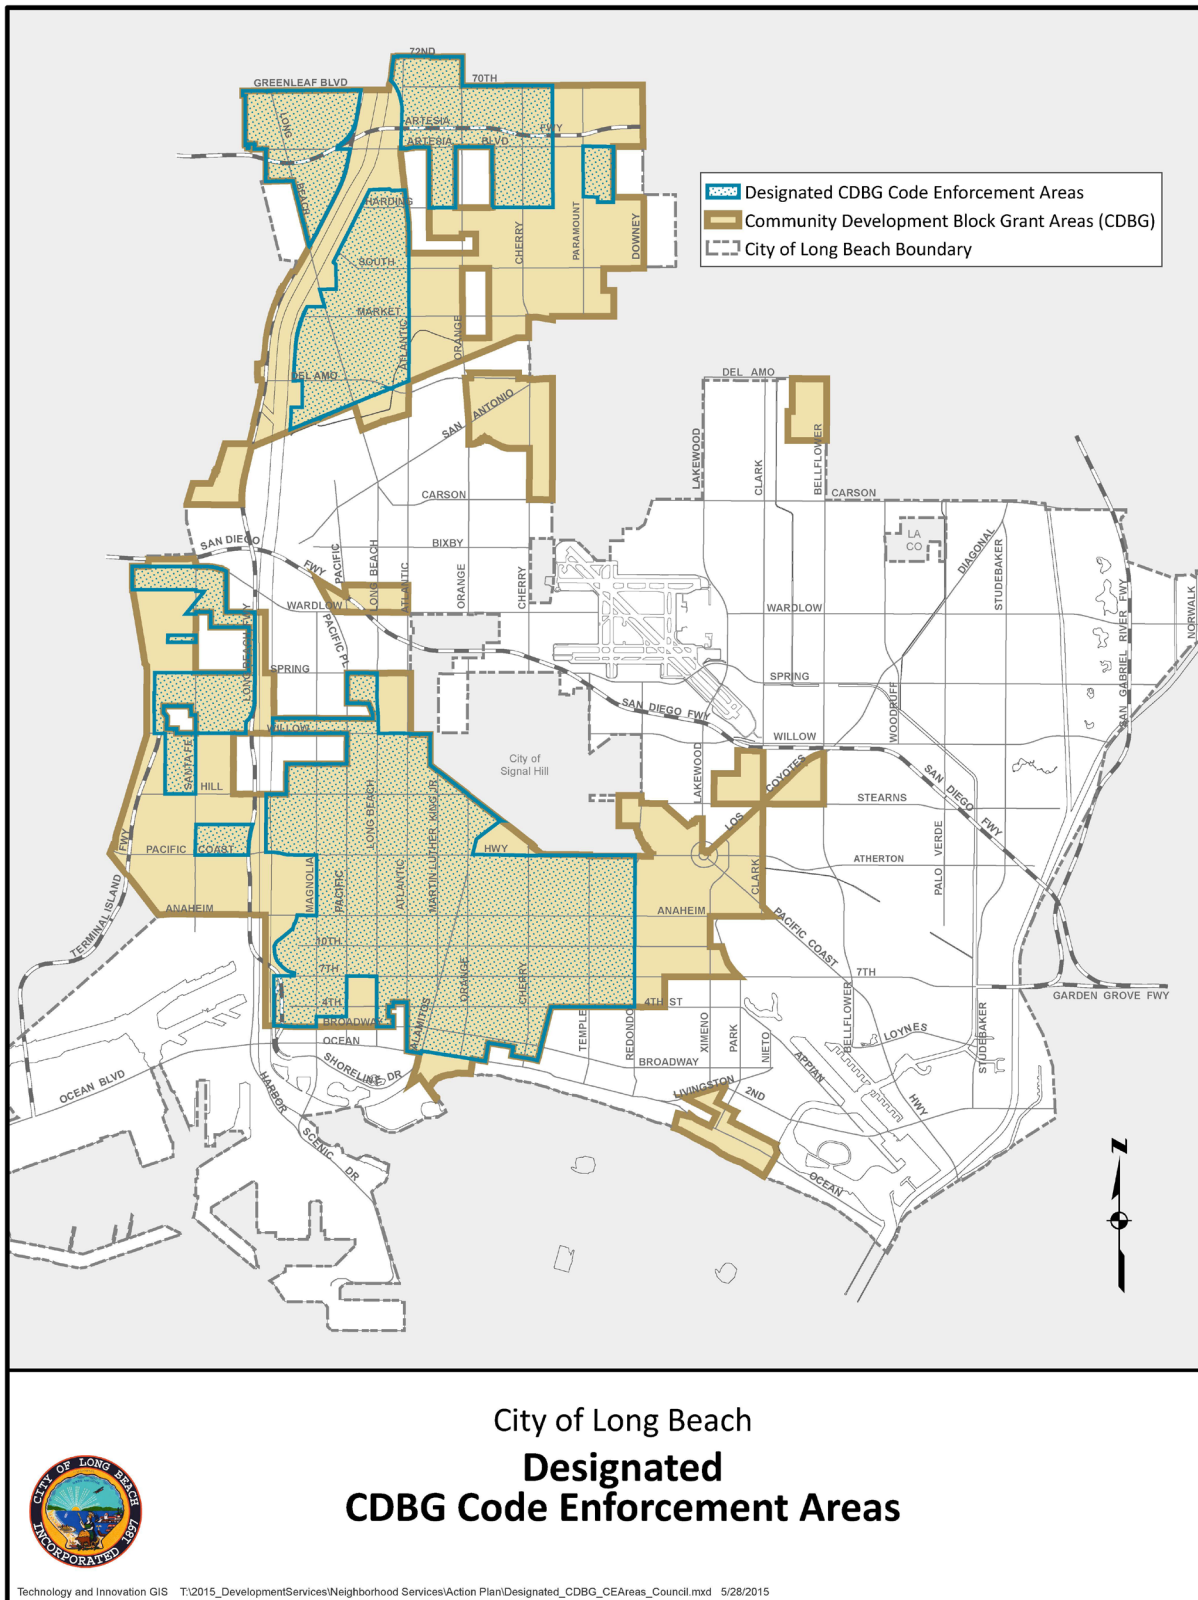 72ND
GREENLEAF BLVD
70TH
LONG
ARTESIA
FWY
ARTESIA
BLVD
BEACH
HARDING
CHERRY
PARAMOUNT
DOWNEY
SOUTH
MARKET
ATLANTIC
ORANGE
DEL AMO
SAN ANTONIO
Designated CDBG Code Enforcement Areas
Community Development Block Grant Areas (CDBG)
City of Long Beach Boundary
DEL AMO
LAKEWOOD
CLARK
BELLFLOWER
CARSON
CARSON
LA
CO
DIAGONAL
STUDEBAKER
SAN DIEGO
FWY
BIXBY
PACIFIC
LONG BEACH
ATLANTIC
ORANGE
CHERRY
WARDLOW
WARDLOW
NORWALK
SAN GABRIEL RIVER FWY
PACIFIC PL
LONG BEACH FWY
SPRING
SPRING
WOODRUFF
SAN DIEGO FWY
WILLOW
WILLOW
SANTA FE
City of
Signal Hill
LAKEWOOD
COYOTES
SAN DIEGO
FWY
HILL
LONG BEACH
MARTIN LUTHER KING JR
STEARNS
LOS
FWY
PACIFIC COAST
HWY
ATHERTON
PALO VERDE
MAGNOLIA
PACIFIC
ATLANTIC
CLARK
ANAHEIM
ANAHEIM
PACIFIC COAST
TERMINAL ISLAND
10TH
7TH
7TH
ORANGE
CHERRY
4TH
4TH ST
GARDEN GROVE FWY
BROADWAY
ALAMITOS
TEMPLE
REDONDO
XIMENO
PARK
NIETO
BELLFLOWER
LOYNES
STUDEBAKER
OCEAN
BROADWAY
SHORELINE DR
APPIAN
OCEAN BLVD
HARBOR
SCENIC DR
LIVINGSTON
2ND
HWY
OCEAN
Z
City of Long Beach
Designated
CDBG Code Enforcement Areas
CITY OF LONG BEACH
INCORPORATED 1897
Technology and Innovation GIS T:\2015_DevelopmentServices\Neighborhood Services\Action Plan\Designated_CDBG_CEAreas_Council.mxd 5/28/2015